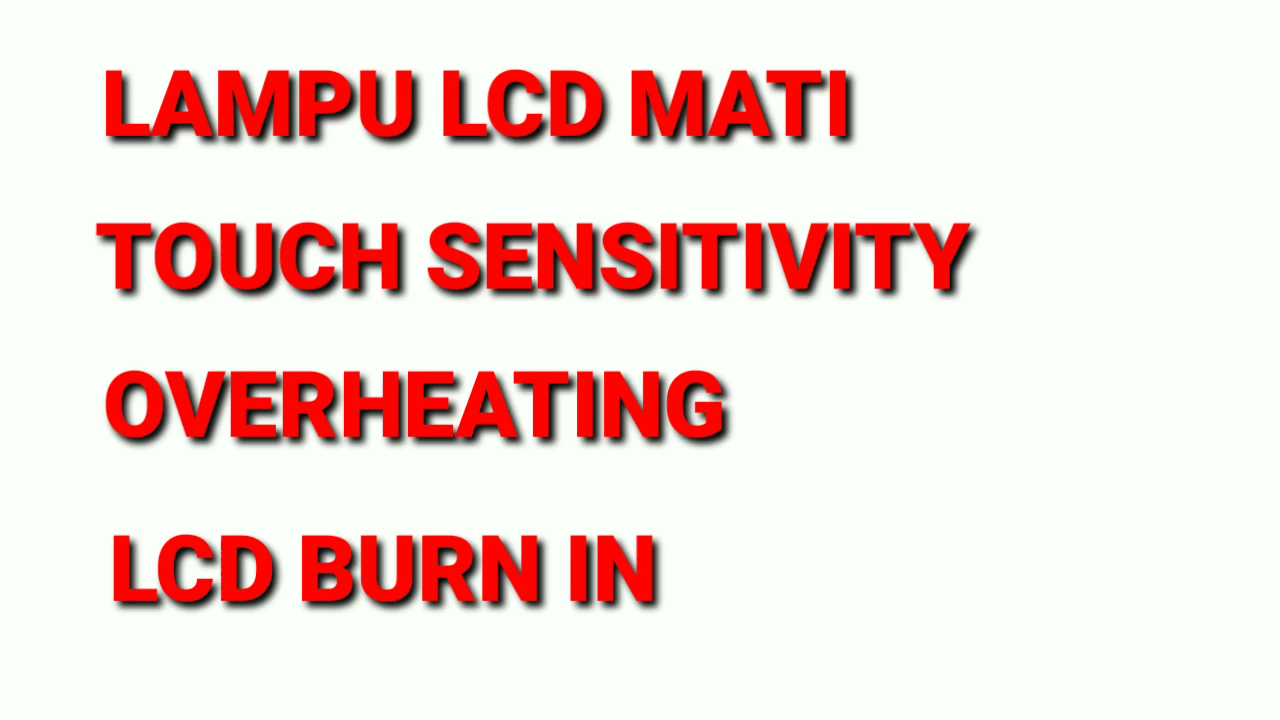 LAMPU LCD MATI
TOUCH SENSITIVITY
OVERHEATING
LCD BURN IN